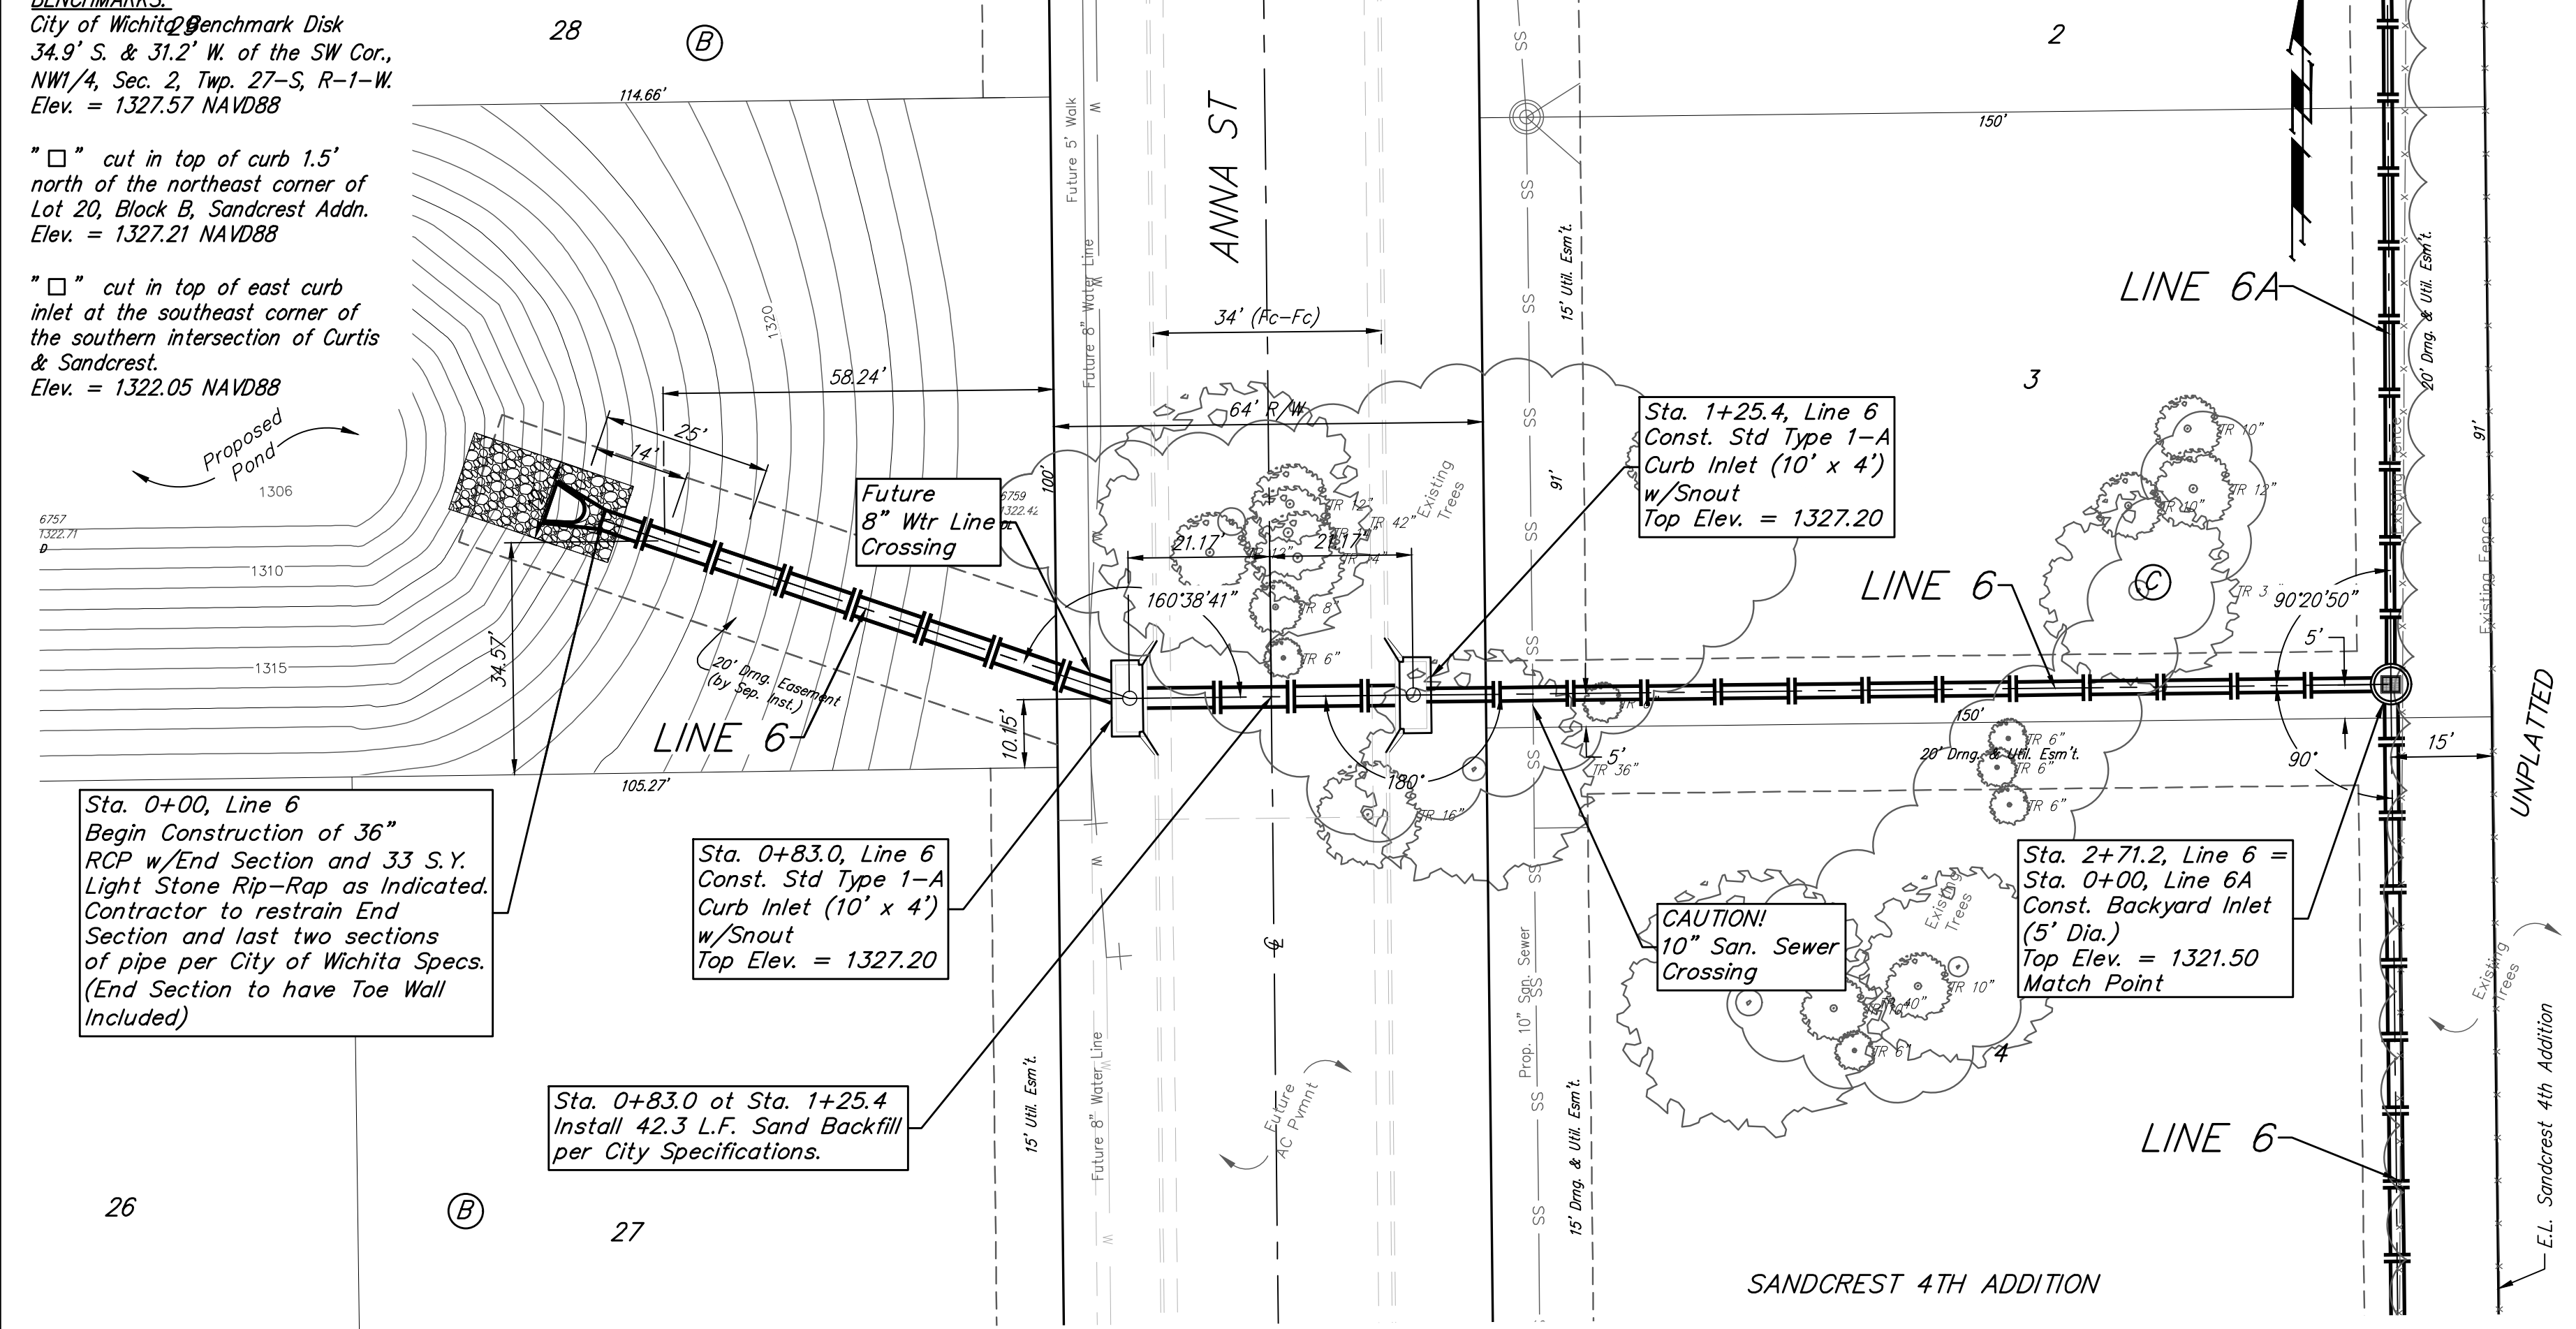 BENCHMARKS:
City of Wichita Benchmark Disk
34.9' S. & 31.2' W. of the SW Cor.,
NW1/4, Sec. 2, Twp. 27-S, R-1-W.
Elev. = 1327.57 NAVD88
"□" cut in top of curb 1.5'
north of the northeast corner of
Lot 20, Block B, Sandcrest Addn.
Elev. = 1327.21 NAVD88
"□" cut in top of east curb
inlet at the southeast corner of
the southern intersection of Curtis
& Sandcrest.
Elev. = 1322.05 NAVD88
29
28
B
2
114.66'
Future 5' Walk
W
ANNA ST
SS
150'
15' Util. Esm't.
LINE 6A
20' Drng. & Util. Esm't.
Future 8" Water Line
34' (Fc-Fc)
1320
58.24'
64' R/W
3
91'
91'
100'
Proposed
Pond
1306
6757
1322.71
D
25'
14'
6759
1322.42
Future
8" Wtr Line
Crossing
Existing
Trees
Sta. 1+25.4, Line 6
Const. Std Type 1-A
Curb Inlet (10' x 4')
w/Snout
Top Elev. = 1327.20
TR 10"
TR 12"
TR 10"
TR 12"
TR 42"
21.17'
21.17'
TR 8"
TR 6"
160°38'41"
1310
1315
34.57'
10.15'
20' Drng. Easement
(by Sep. Inst.)
LINE 6
LINE 6
C
TR 3
90°20'50"
5'
Existing Fence
Existing Fence
150'
20' Drng. & Util. Esm't.
TR 6"
TR 6"
TR 6"
90°
15'
UNPLATTED
5'
TR 36"
180°
TR 16"
105.27'
Sta. 0+00, Line 6
Begin Construction of 36"
RCP w/End Section and 33 S.Y.
Light Stone Rip-Rap as Indicated.
Contractor to restrain End
Section and last two sections
of pipe per City of Wichita Specs.
(End Section to have Toe Wall
Included)
Sta. 0+83.0, Line 6
Const. Std Type 1-A
Curb Inlet (10' x 4')
w/Snout
Top Elev. = 1327.20
CAUTION!
10" San. Sewer
Crossing
Existing
Trees
Sta. 2+71.2, Line 6 =
Sta. 0+00, Line 6A
Const. Backyard Inlet
(5' Dia.)
Top Elev. = 1321.50
Match Point
TR 10"
TR 6"
4
Existing
Trees
Prop. 10" San. Sewer
Sta. 0+83.0 ot Sta. 1+25.4
Install 42.3 L.F. Sand Backfill
per City Specifications.
15' Util. Esm't.
Future 8" Water Line
Future
AC Pvmnt
15' Drng. & Util. Esm't.
LINE 6
E.L. Sandcrest 4th Addition
26
B
27
SANDCREST 4TH ADDITION